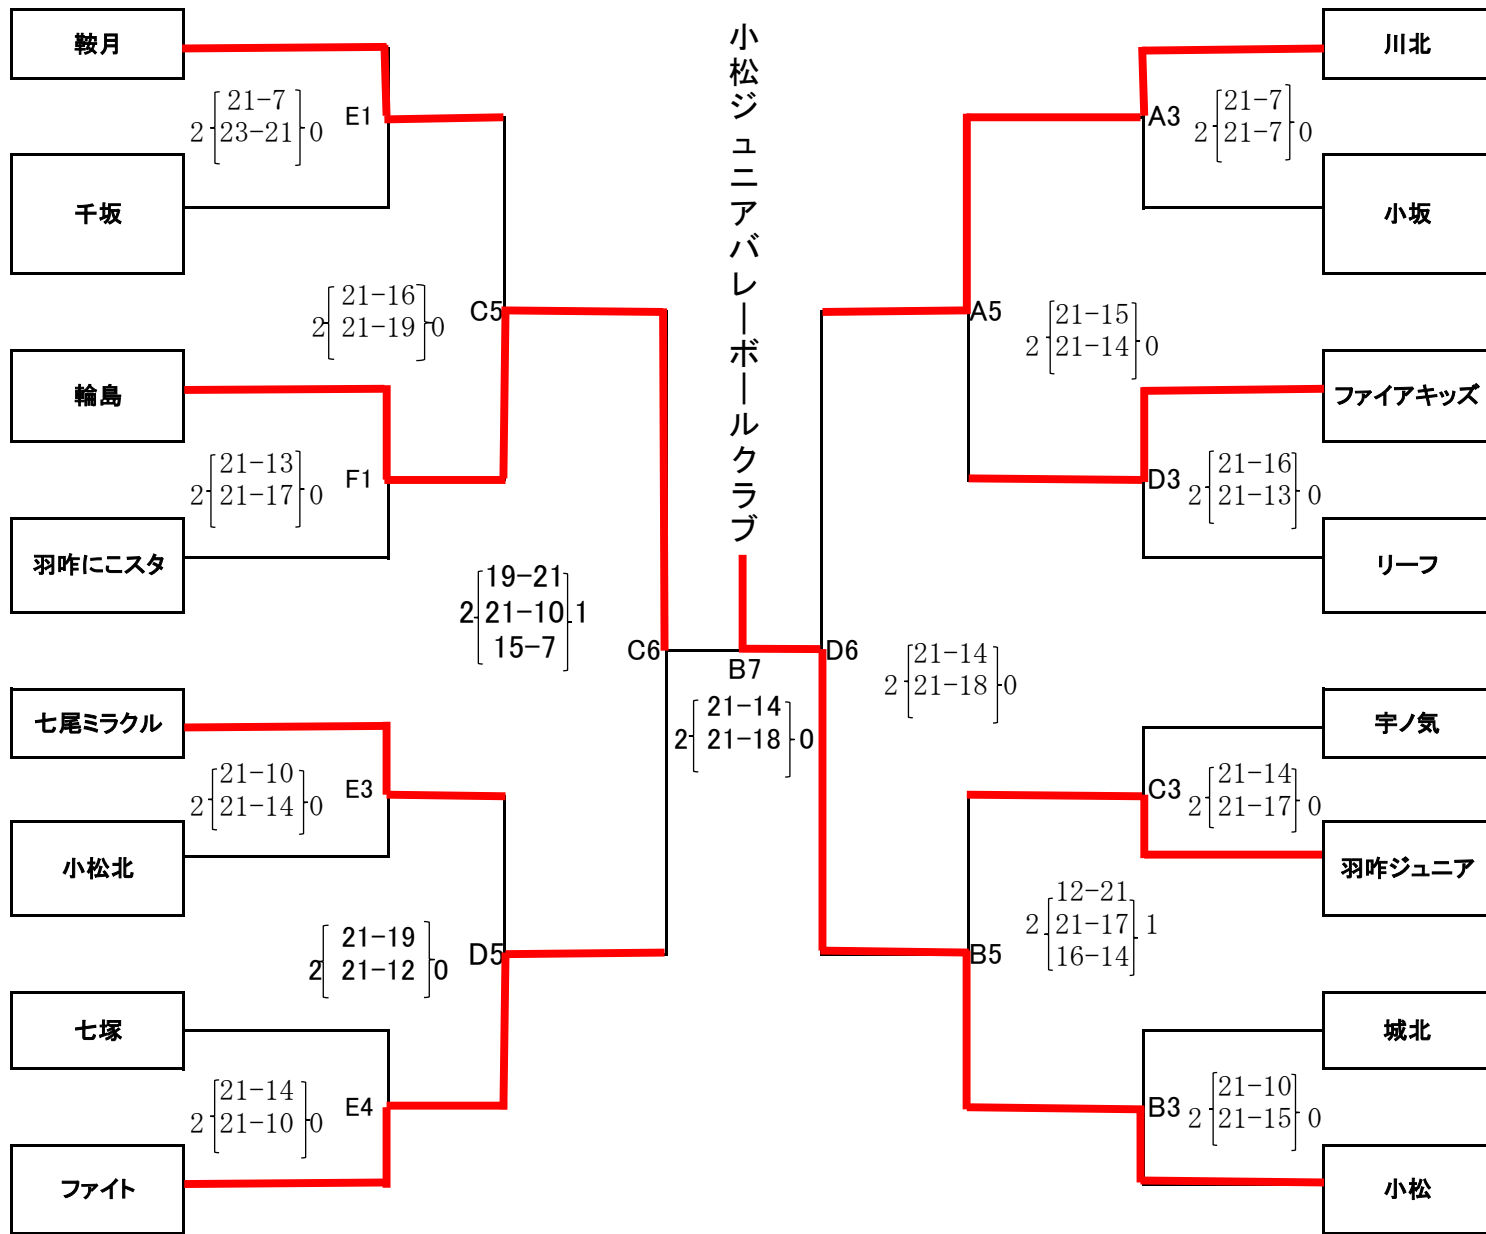 鞍月
2 21-7 0
23-21
E1
千坂
2 21-16 0
21-19
C5
輪島
2 21-13 0
21-17
F1
羽咋にこスタ
2 19-21 1
21-10
15-7
C6
七尾ミラクル
2 21-10 0
21-14
E3
小松北
2 21-19 0
21-12
D5
七塚
2 21-14 0
21-10
E4
ファイト
小松ジュニアバレーボールクラブ
B7
2 21-14 0
21-18
川北
A3
2 21-7 0
21-7
小坂
A5
2 21-15 0
21-14
ファイアキッズ
D3
2 21-16 0
21-13
リーフ
D6
2 21-14 0
21-18
宇ノ気
C3
2 21-14 0
21-17
羽咋ジュニア
B5
2 12-21 1
21-17
16-14
城北
B3
2 21-10 0
21-15
小松